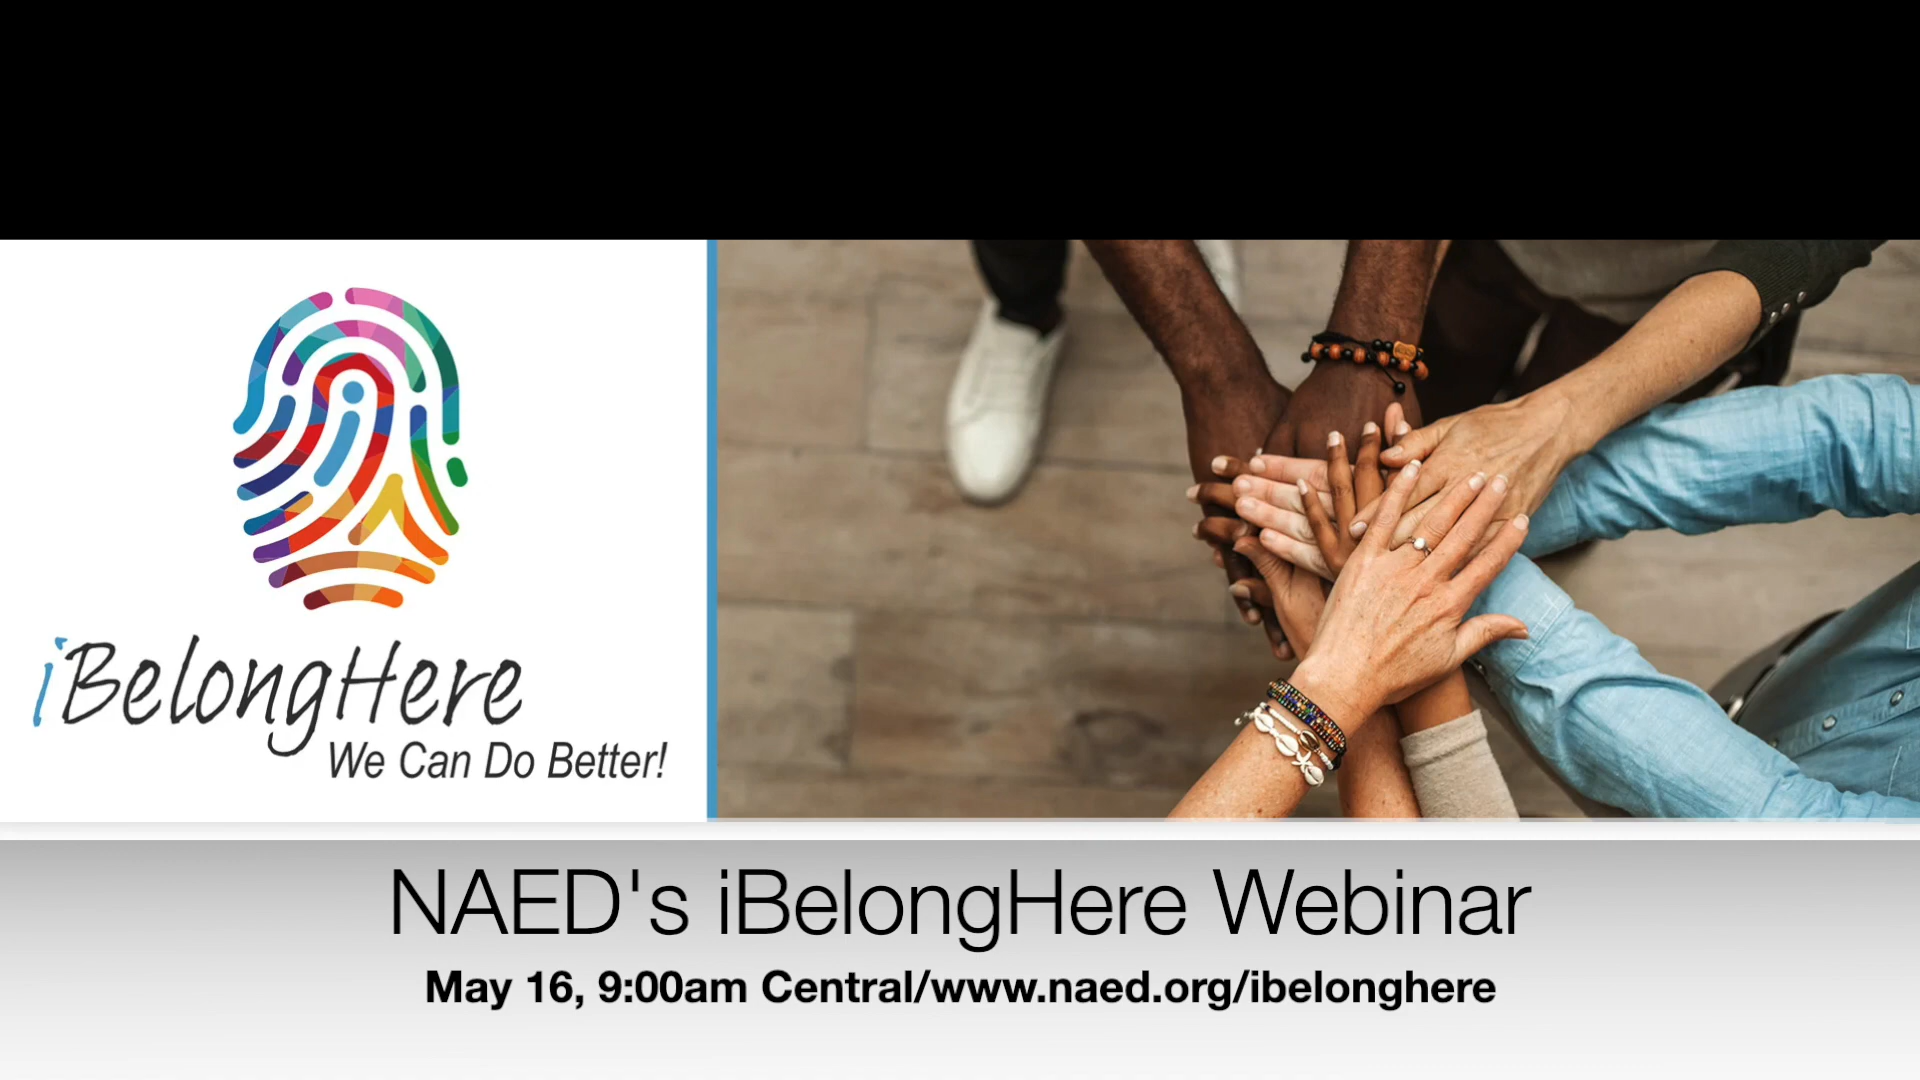 iBelongHere
We Can Do Better!
NAED's iBelongHere Webinar
May 16, 9:00am Central/www.naed.org/ibelonghere